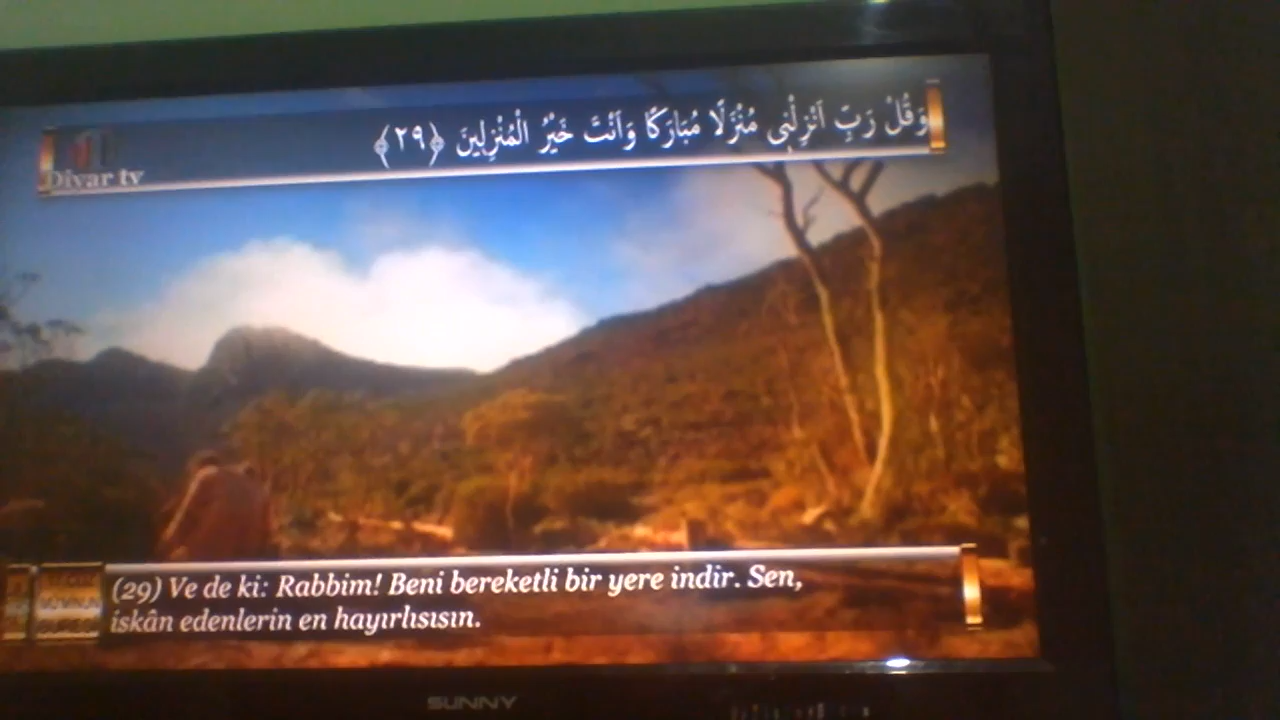 وَقُلْ رَبِّ اَنْزِلْنٖى مُنْزَلًا مُبَارَكًا وَاَنْتَ خَيْرُ الْمُنْزِلٖينَ ﴿٢٩﴾
Divar tv
(29) Ve de ki: Rabbim! Beni bereketli bir yere indir. Sen,
iskân edenlerin en hayırlısısın.
SUNNY